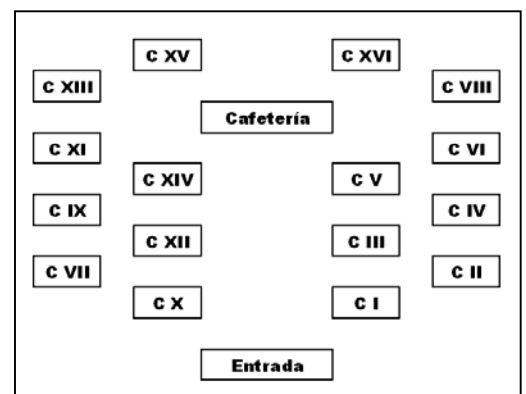 C XV
C XVI
C XIII
C VIII
Cafetería
C XI
C VI
C XIV
C V
C IX
C IV
C XII
C III
C VII
C II
C X
C I
Entrada